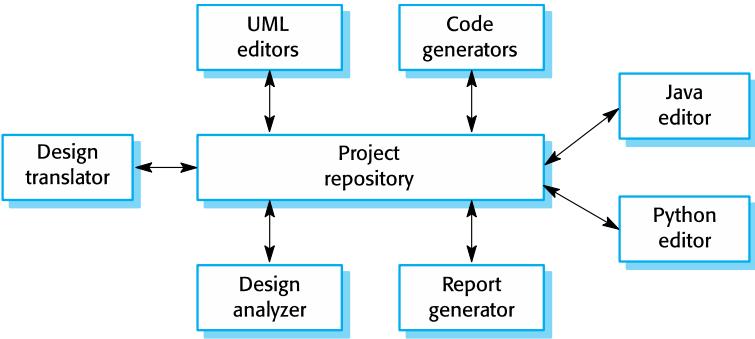 UML
editors
Code
generators
Java
editor
Design
translator
Project
repository
Python
editor
Design
analyzer
Report
generator